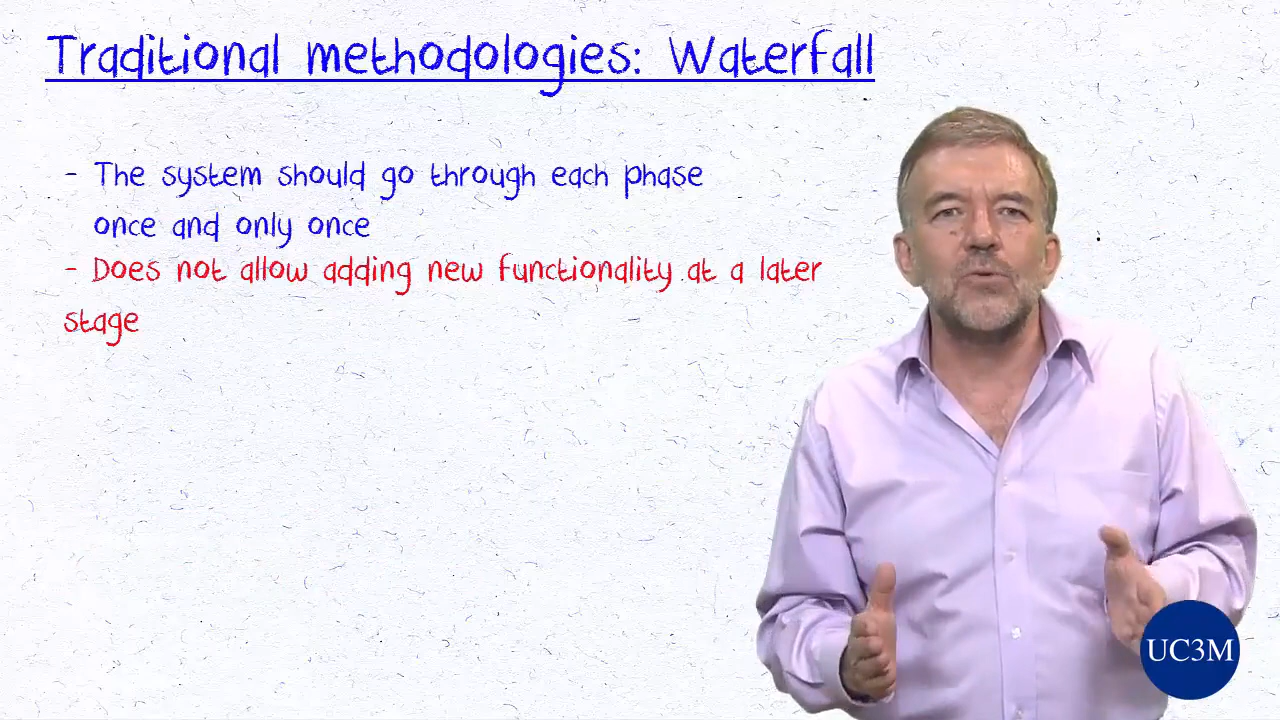 Traditional methodologies: Waterfall
- The system should go through each phase
once and only once
- Does not allow adding new functionality at a later
stage
UC3M